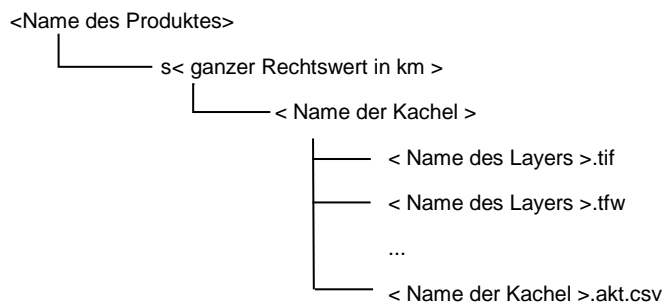 <Name des Produktes>
s< ganzer Rechtswert in km >
< Name der Kachel >
< Name des Layers >.tif
< Name des Layers >.tfw
...
< Name der Kachel >.akt.csv